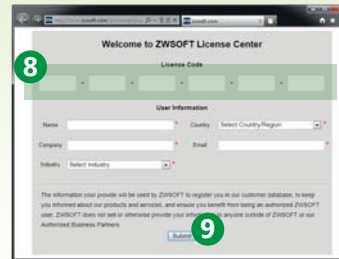 zwsoft.com
Welcome to ZWSOFT License Center
8
License Code
- - - - -
User Information
Name * Country Select Country/Region *
Company * Email *
Industry Select Industry *
The information your provide will be used by ZWSOFT to register you in our customer database, to keep
you informed about our products and services, and ensure you benefit from being an authorized ZWSOFT
user. ZWSOFT does not sell or otherwise provide your information to anyone outside of ZWSOFT or our
Authorized Business Partners.
Submit 9